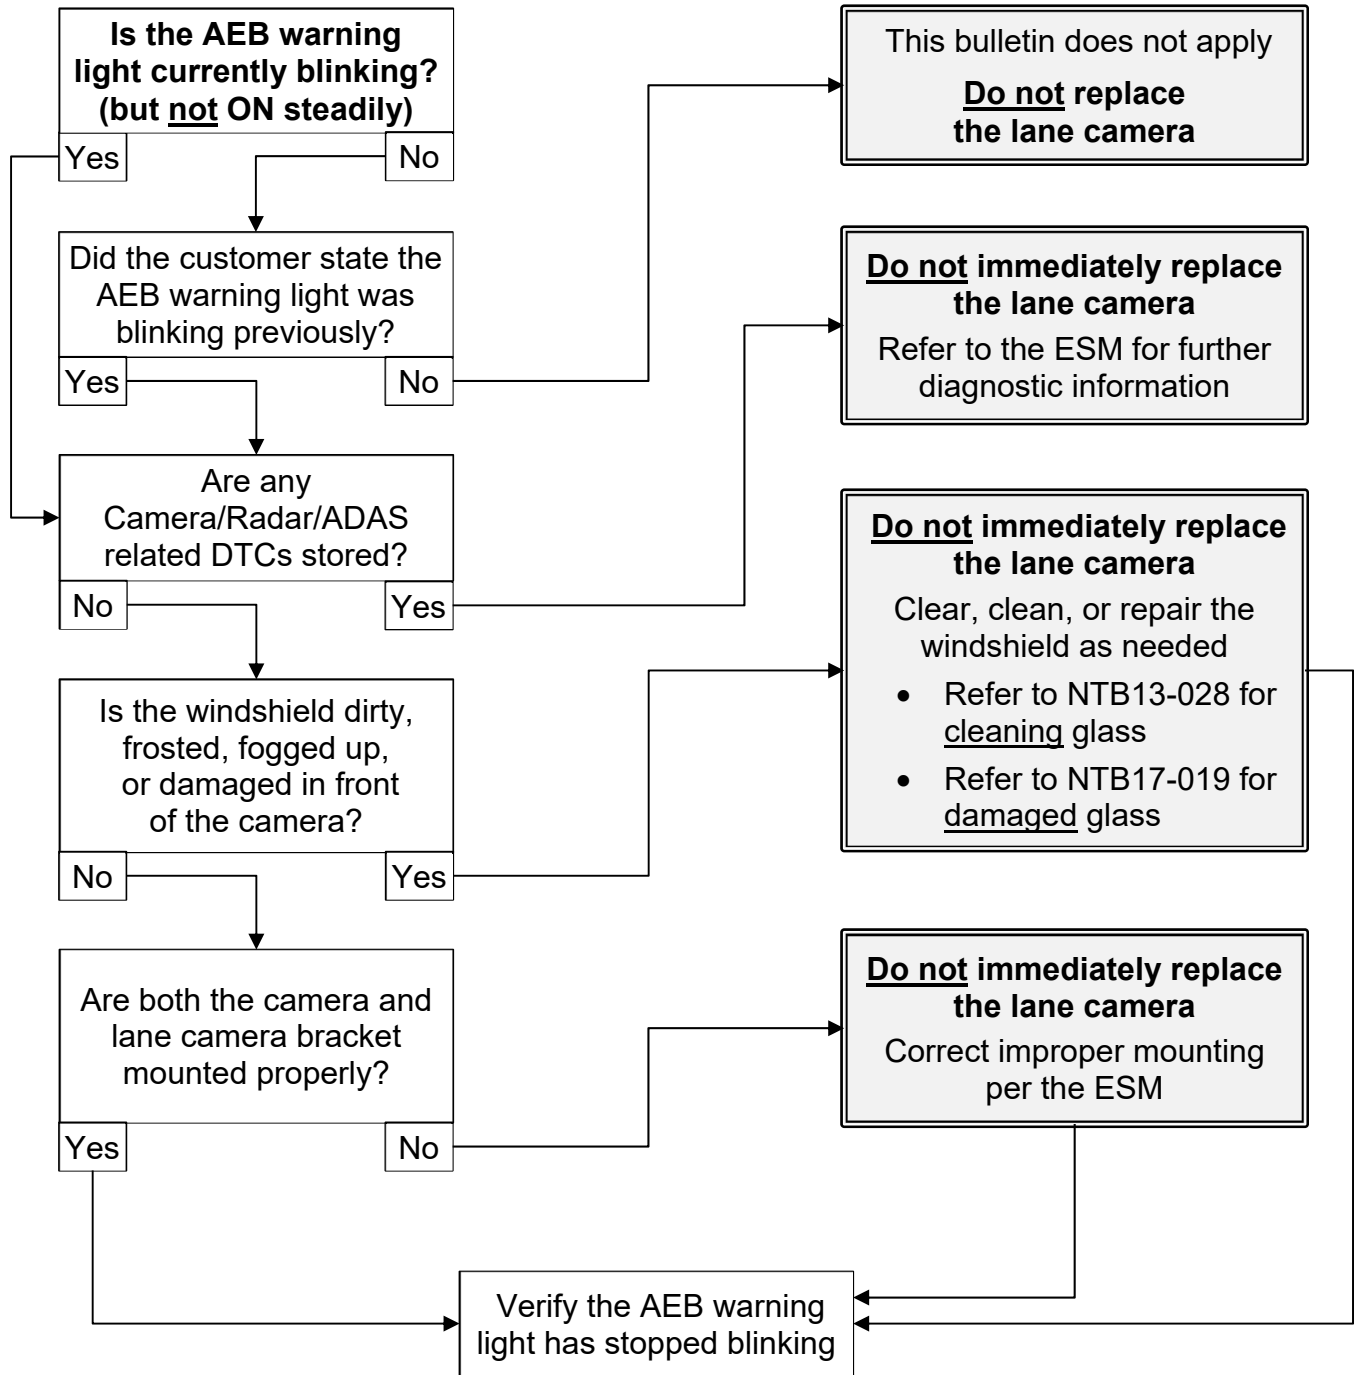 Is the AEB warning
light currently blinking?
(but not ON steadily)
Yes
No
This bulletin does not apply
Do not replace
the lane camera
Did the customer state the
AEB warning light was
blinking previously?
Yes
No
Do not immediately replace
the lane camera
Refer to the ESM for further
diagnostic information
Are any
Camera/Radar/ADAS
related DTCs stored?
No
Yes
Do not immediately replace
the lane camera
Clear, clean, or repair the
windshield as needed
• Refer to NTB13-028 for
cleaning glass
• Refer to NTB17-019 for
damaged glass
Is the windshield dirty,
frosted, fogged up,
or damaged in front
of the camera?
No
Yes
Are both the camera and
lane camera bracket
mounted properly?
Yes
No
Do not immediately replace
the lane camera
Correct improper mounting
per the ESM
Verify the AEB warning
light has stopped blinking